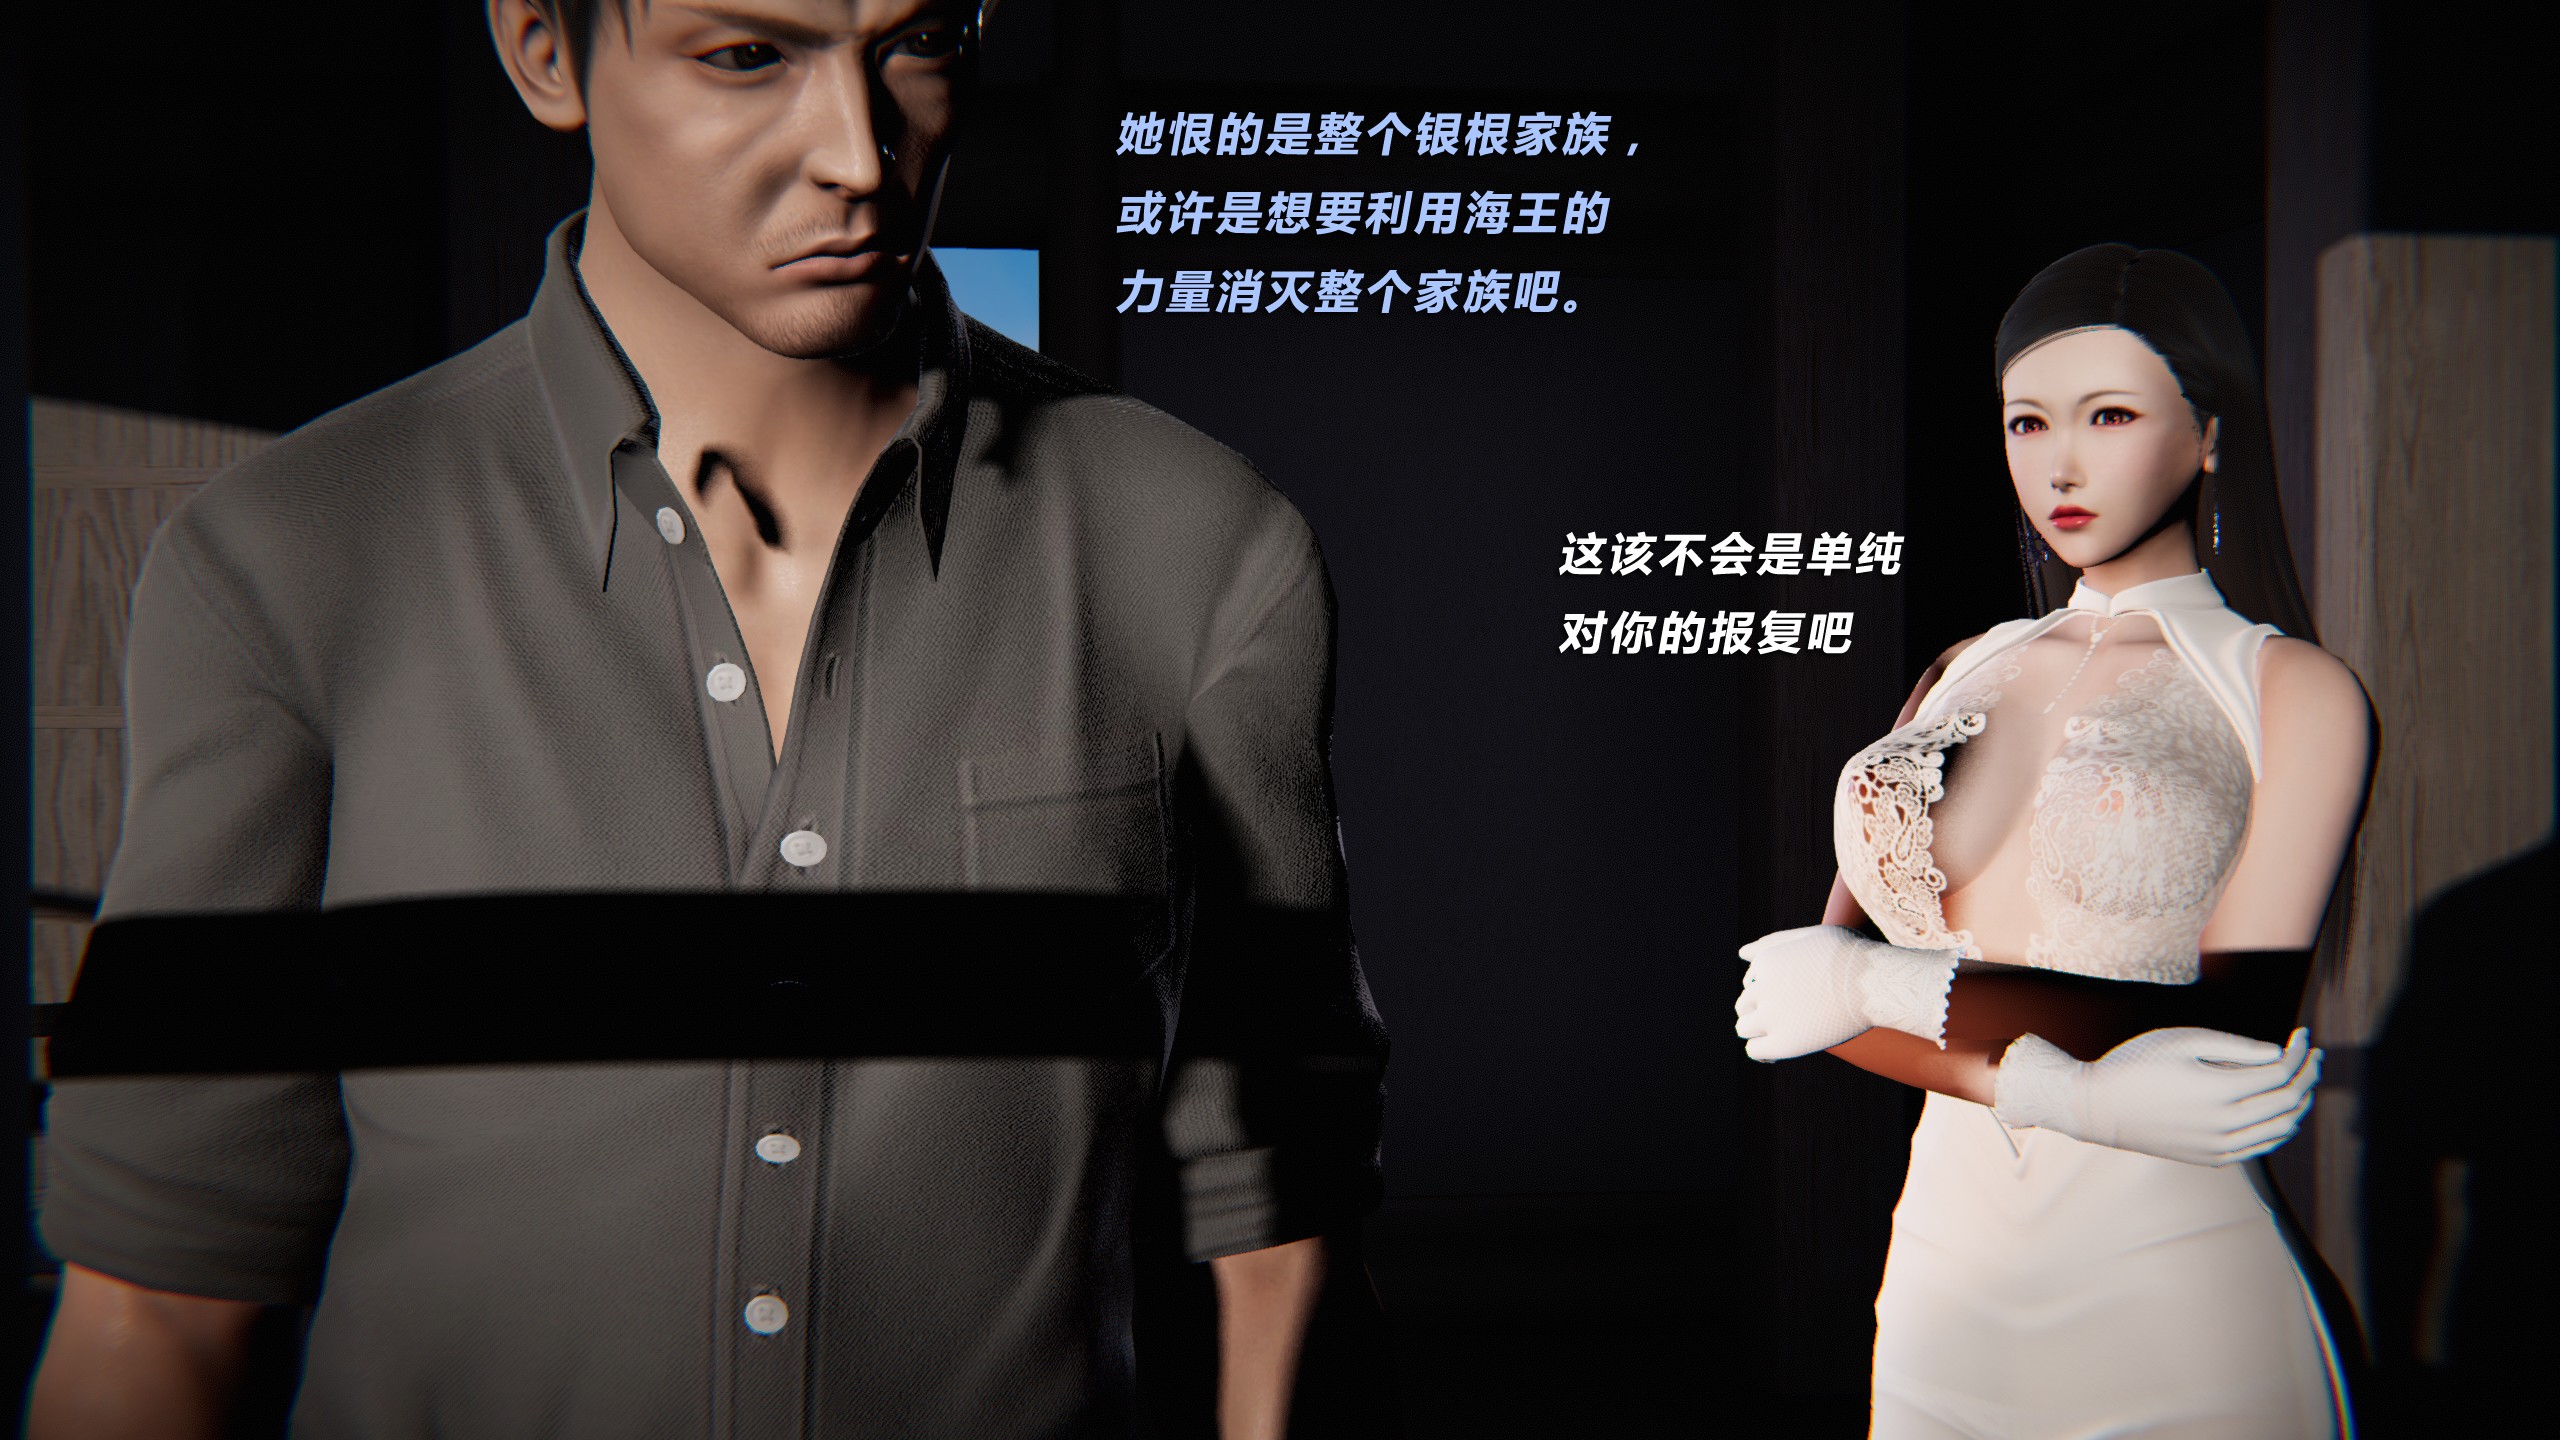 她恨的是整个银根家族，
或许是想要利用海王的
力量消灭整个家族吧。
这该不会是单纯
对你的报复吧